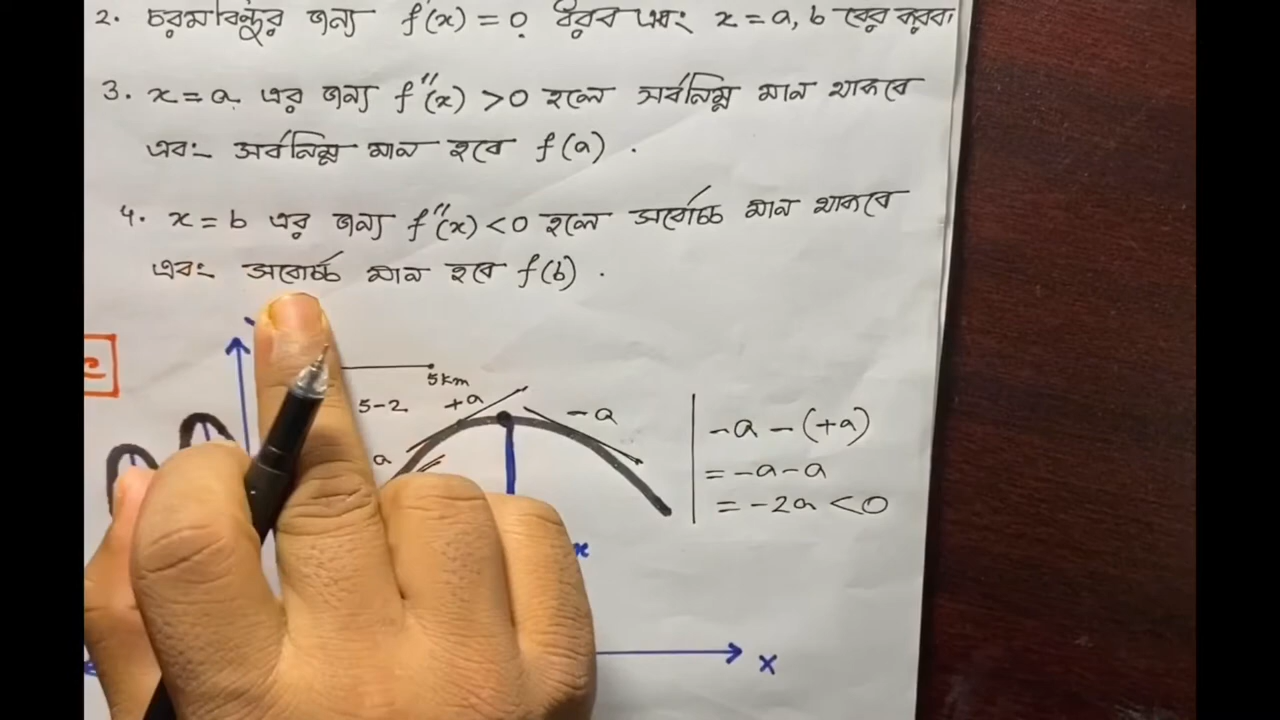 2. চরমবিন্দুর জন্য f'(x) = 0 ধরব এবং x = a, b বের করব।
3. x = a এর জন্য f''(x) > 0 হলে সর্বনিম্ন মান থাকবে
এবং সর্বনিম্ন মান হবে f(a) .
4. x = b এর জন্য f''(x) < 0 হলে সর্বোচ্চ মান থাকবে
এবং সর্বোচ্চ মান হবে f(b) .
5km
5-2
+a
-a
a
-a-(+a)
= -a-a
= -2a < 0
x
x